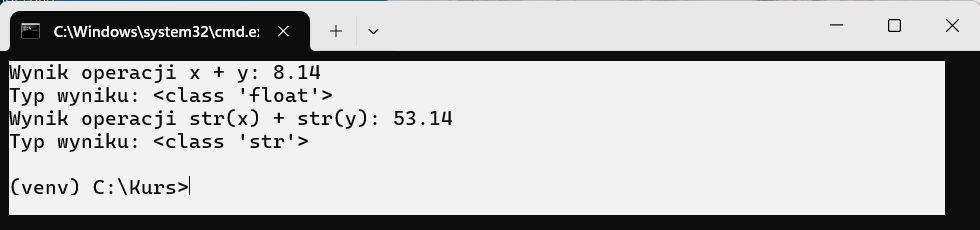 C:\Windows\system32\cmd.e
Wynik operacji x + y: 8.14
Typ wyniku: <class 'float'>
Wynik operacji str(x) + str(y): 53.14
Typ wyniku: <class 'str'>
(venv) C:\Kurs>